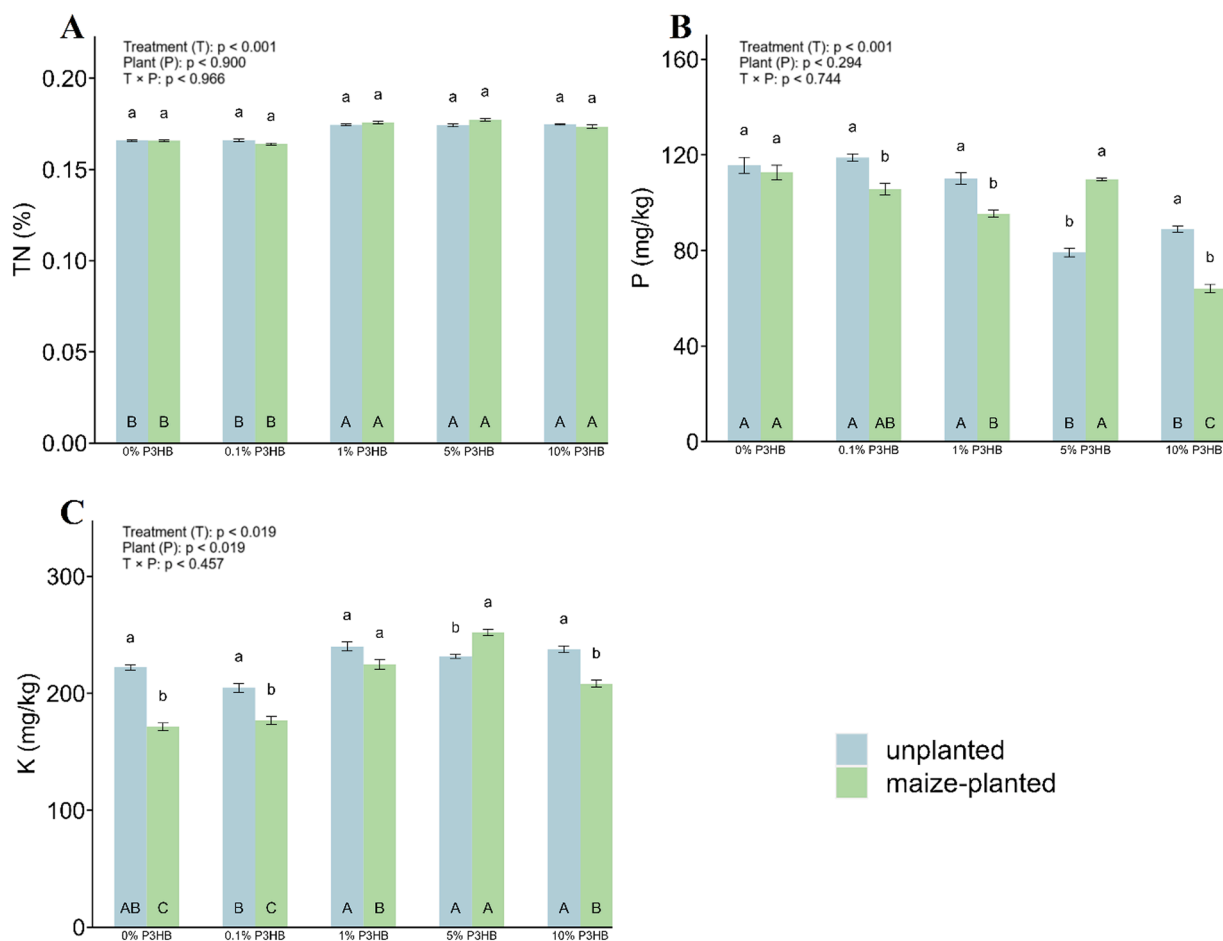 A
Treatment (T): p < 0.001
Plant (P): p < 0.900
T × P: p < 0.966
TN (%)
0.20
0.15
0.10
0.05
0.00
a a a a a a a a a a
B B B B A A A A A A
0% P3HB 0.1% P3HB 1% P3HB 5% P3HB 10% P3HB
B
Treatment (T): p < 0.001
Plant (P): p < 0.294
T × P: p < 0.744
P (mg/kg)
160
120
80
40
0
a a a b a b b a a b
A A A AB A B B A B C
0% P3HB 0.1% P3HB 1% P3HB 5% P3HB 10% P3HB
C
Treatment (T): p < 0.019
Plant (P): p < 0.019
T × P: p < 0.457
K (mg/kg)
300
200
100
0
a b a b a a b a a b
AB C B C A B A A A B
0% P3HB 0.1% P3HB 1% P3HB 5% P3HB 10% P3HB
unplanted
maize-planted